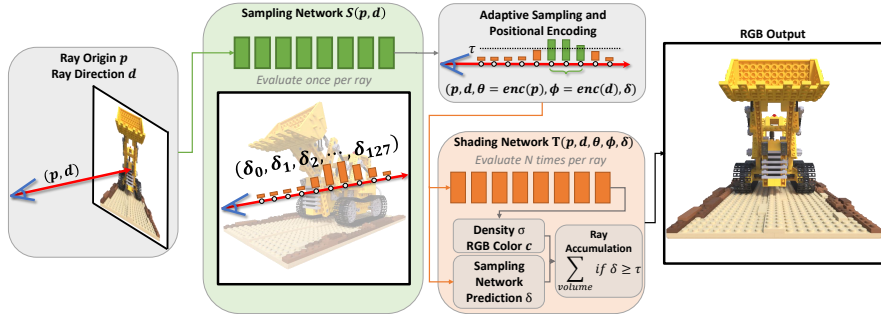 Ray Origin p
Ray Direction d
(p, d)
Sampling Network S(p, d)
Evaluate once per ray
(δ₀, δ₁, δ₂, ⋯, δ₁₂₇)
Adaptive Sampling and
Positional Encoding
τ
(p, d, θ = enc(p), ϕ = enc(d), δ)
Shading Network T(p, d, θ, ϕ, δ)
Evaluate N times per ray
Density σ
RGB Color c
Sampling
Network
Prediction δ
Ray
Accumulation
∑ if δ ≥ τ
volume
RGB Output